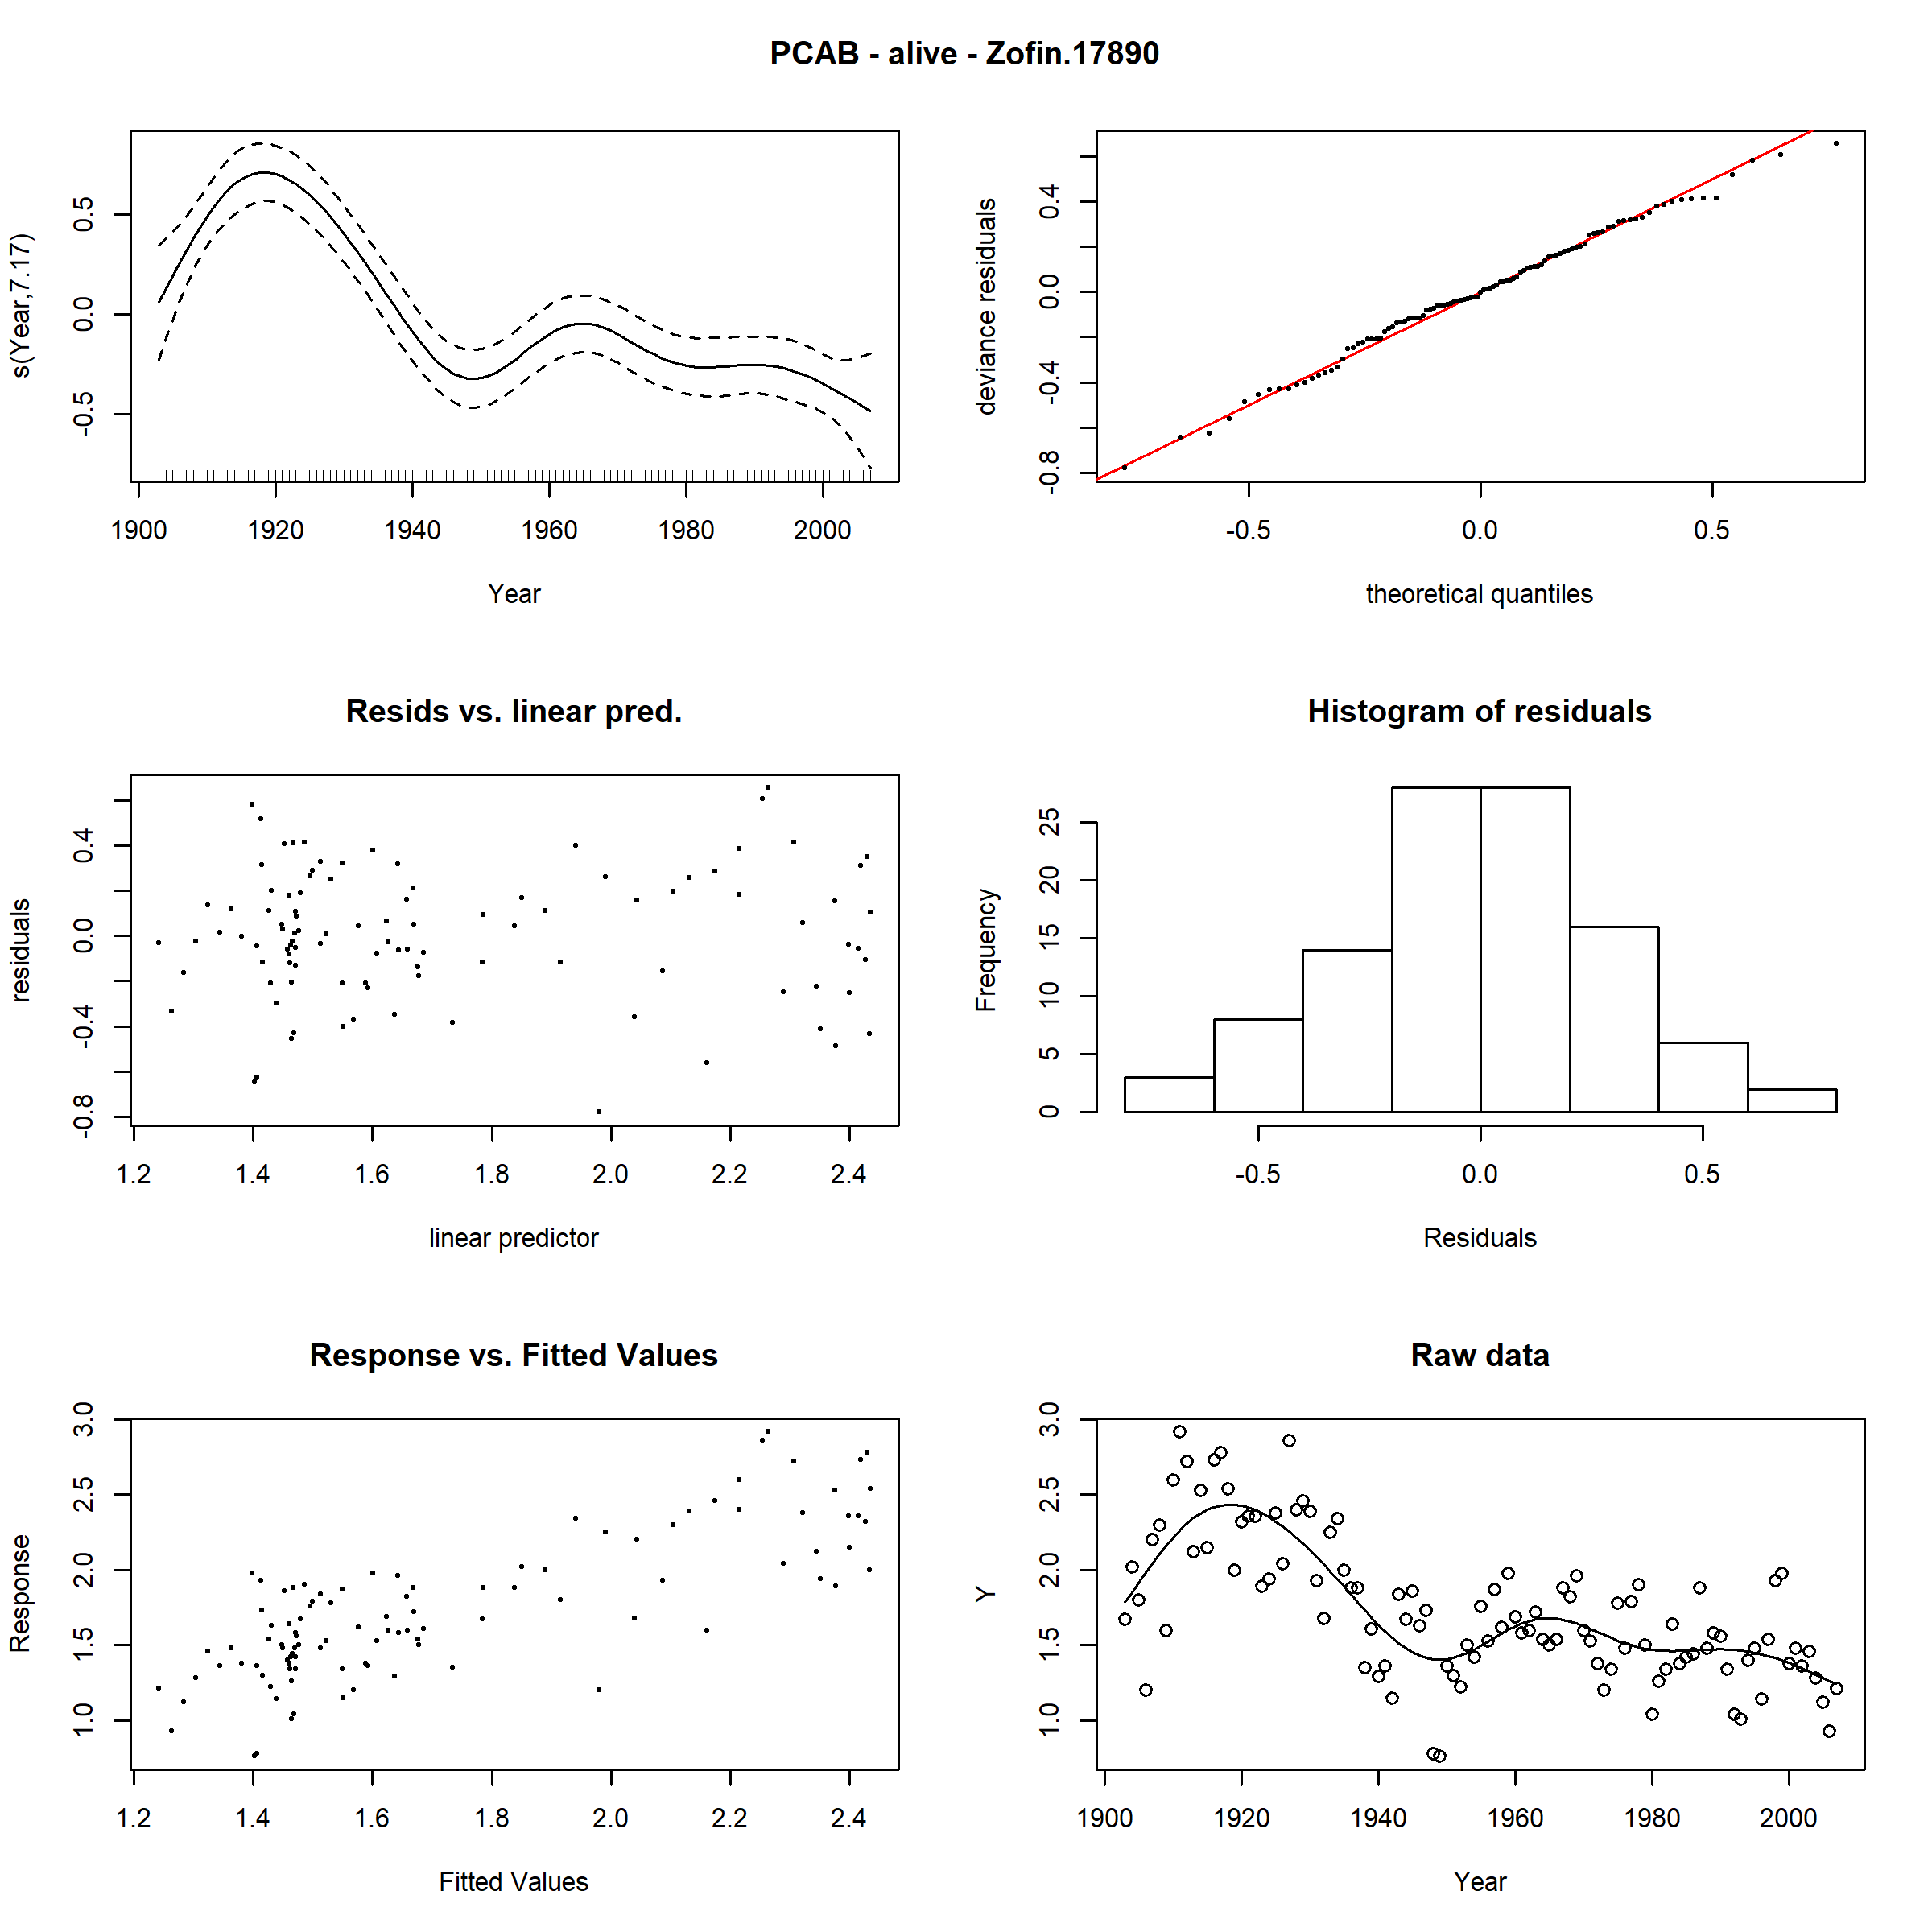 PCAB - alive - Zofin.17890
s(Year,7.17)
0.5
0.0
-0.5
1900 1920 1940 1960 1980 2000
Year
deviance residuals
0.4
0.0
-0.4
-0.8
-0.5 0.0 0.5
theoretical quantiles
Resids vs. linear pred.
residuals
0.4
0.0
-0.4
-0.8
1.2 1.4 1.6 1.8 2.0 2.2 2.4
linear predictor
Histogram of residuals
Frequency
25
20
15
10
5
0
-0.5 0.0 0.5
Residuals
Response vs. Fitted Values
Response
3.0
2.5
2.0
1.5
1.0
1.2 1.4 1.6 1.8 2.0 2.2 2.4
Fitted Values
Raw data
Y
3.0
2.5
2.0
1.5
1.0
1900 1920 1940 1960 1980 2000
Year